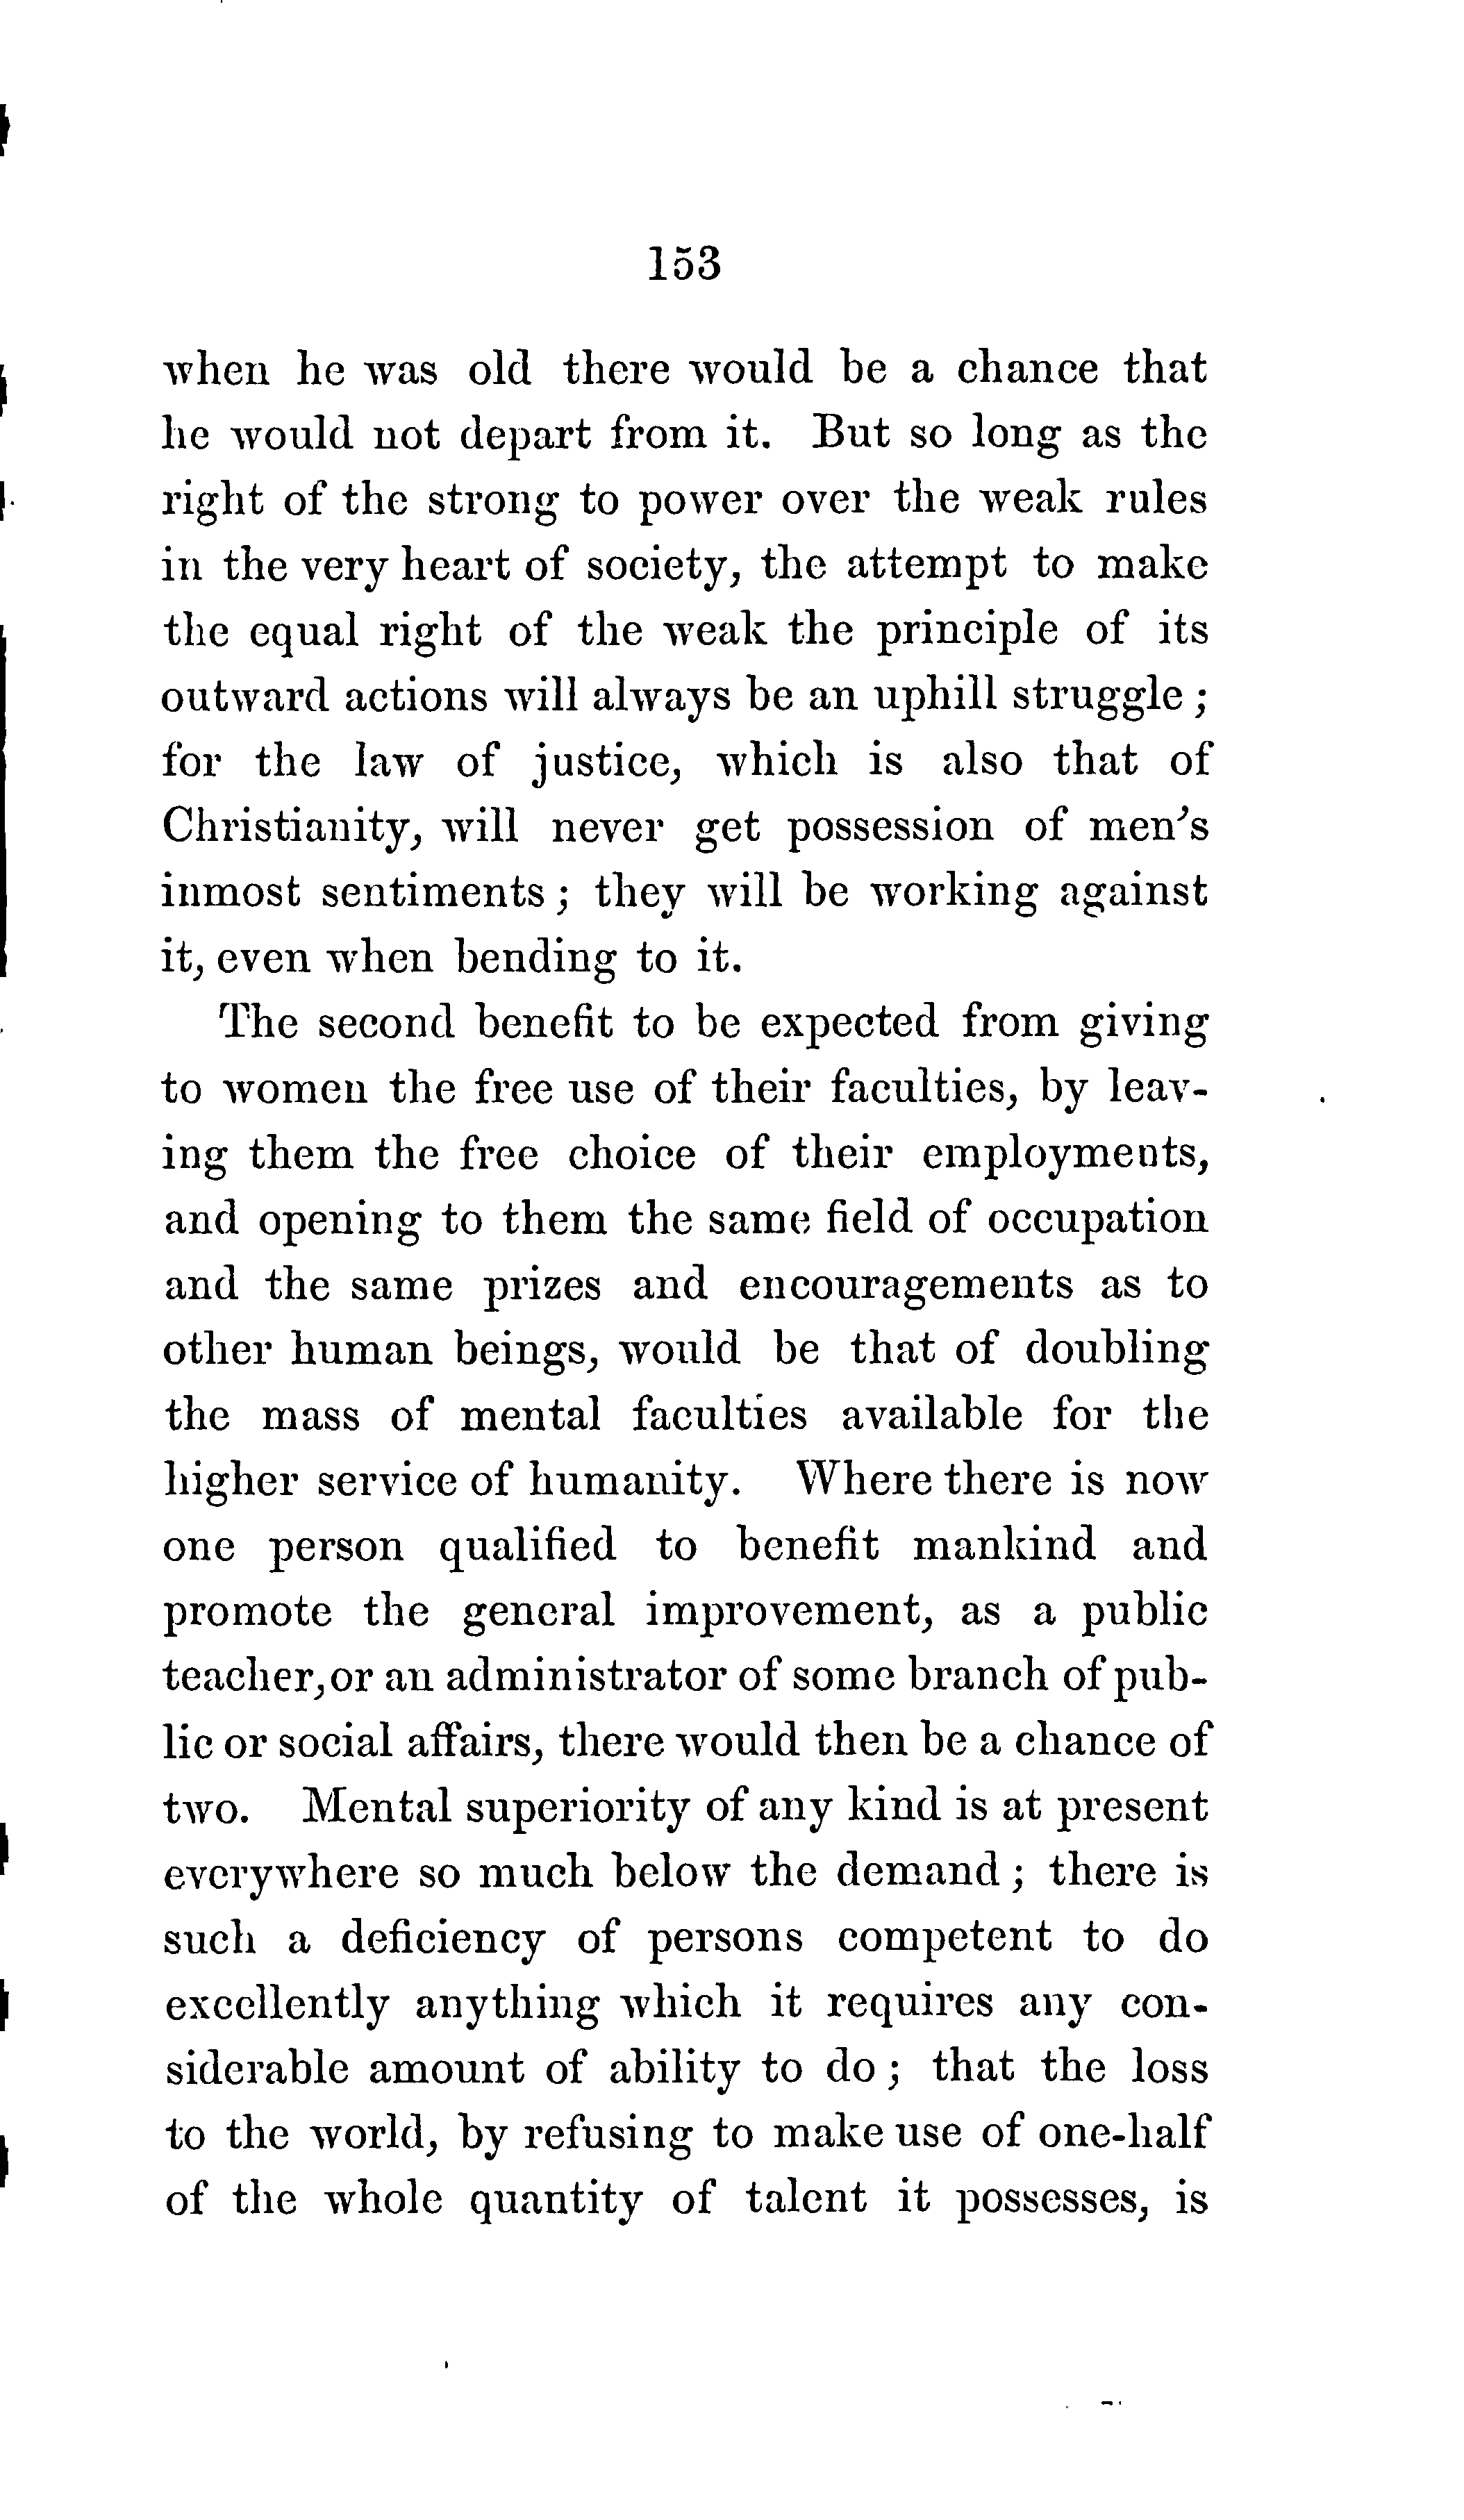 153
when he was old there would be a chance that
he would not depart from it. But so long as the
right of the strong to power over the weak rules
in the very heart of society, the attempt to make
the equal right of the weak the principle of its
outward actions will always be an uphill struggle;
for the law of justice, which is also that of
Christianity, will never get possession of men's
inmost sentiments; they will be working against
it, even when bending to it.
The second benefit to be expected from giving
to women the free use of their faculties, by leav-
ing them the free choice of their employments,
and opening to them the same field of occupation
and the same prizes and encouragements as to
other human beings, would be that of doubling
the mass of mental faculties available for the
higher service of humanity. Where there is now
one person qualified to benefit mankind and
promote the general improvement, as a public
teacher, or an administrator of some branch of pub-
lic or social affairs, there would then be a chance of
two. Mental superiority of any kind is at present
everywhere so much below the demand; there is
such a deficiency of persons competent to do
excellently anything which it requires any con-
siderable amount of ability to do; that the loss
to the world, by refusing to make use of one-half
of the whole quantity of talent it possesses, is